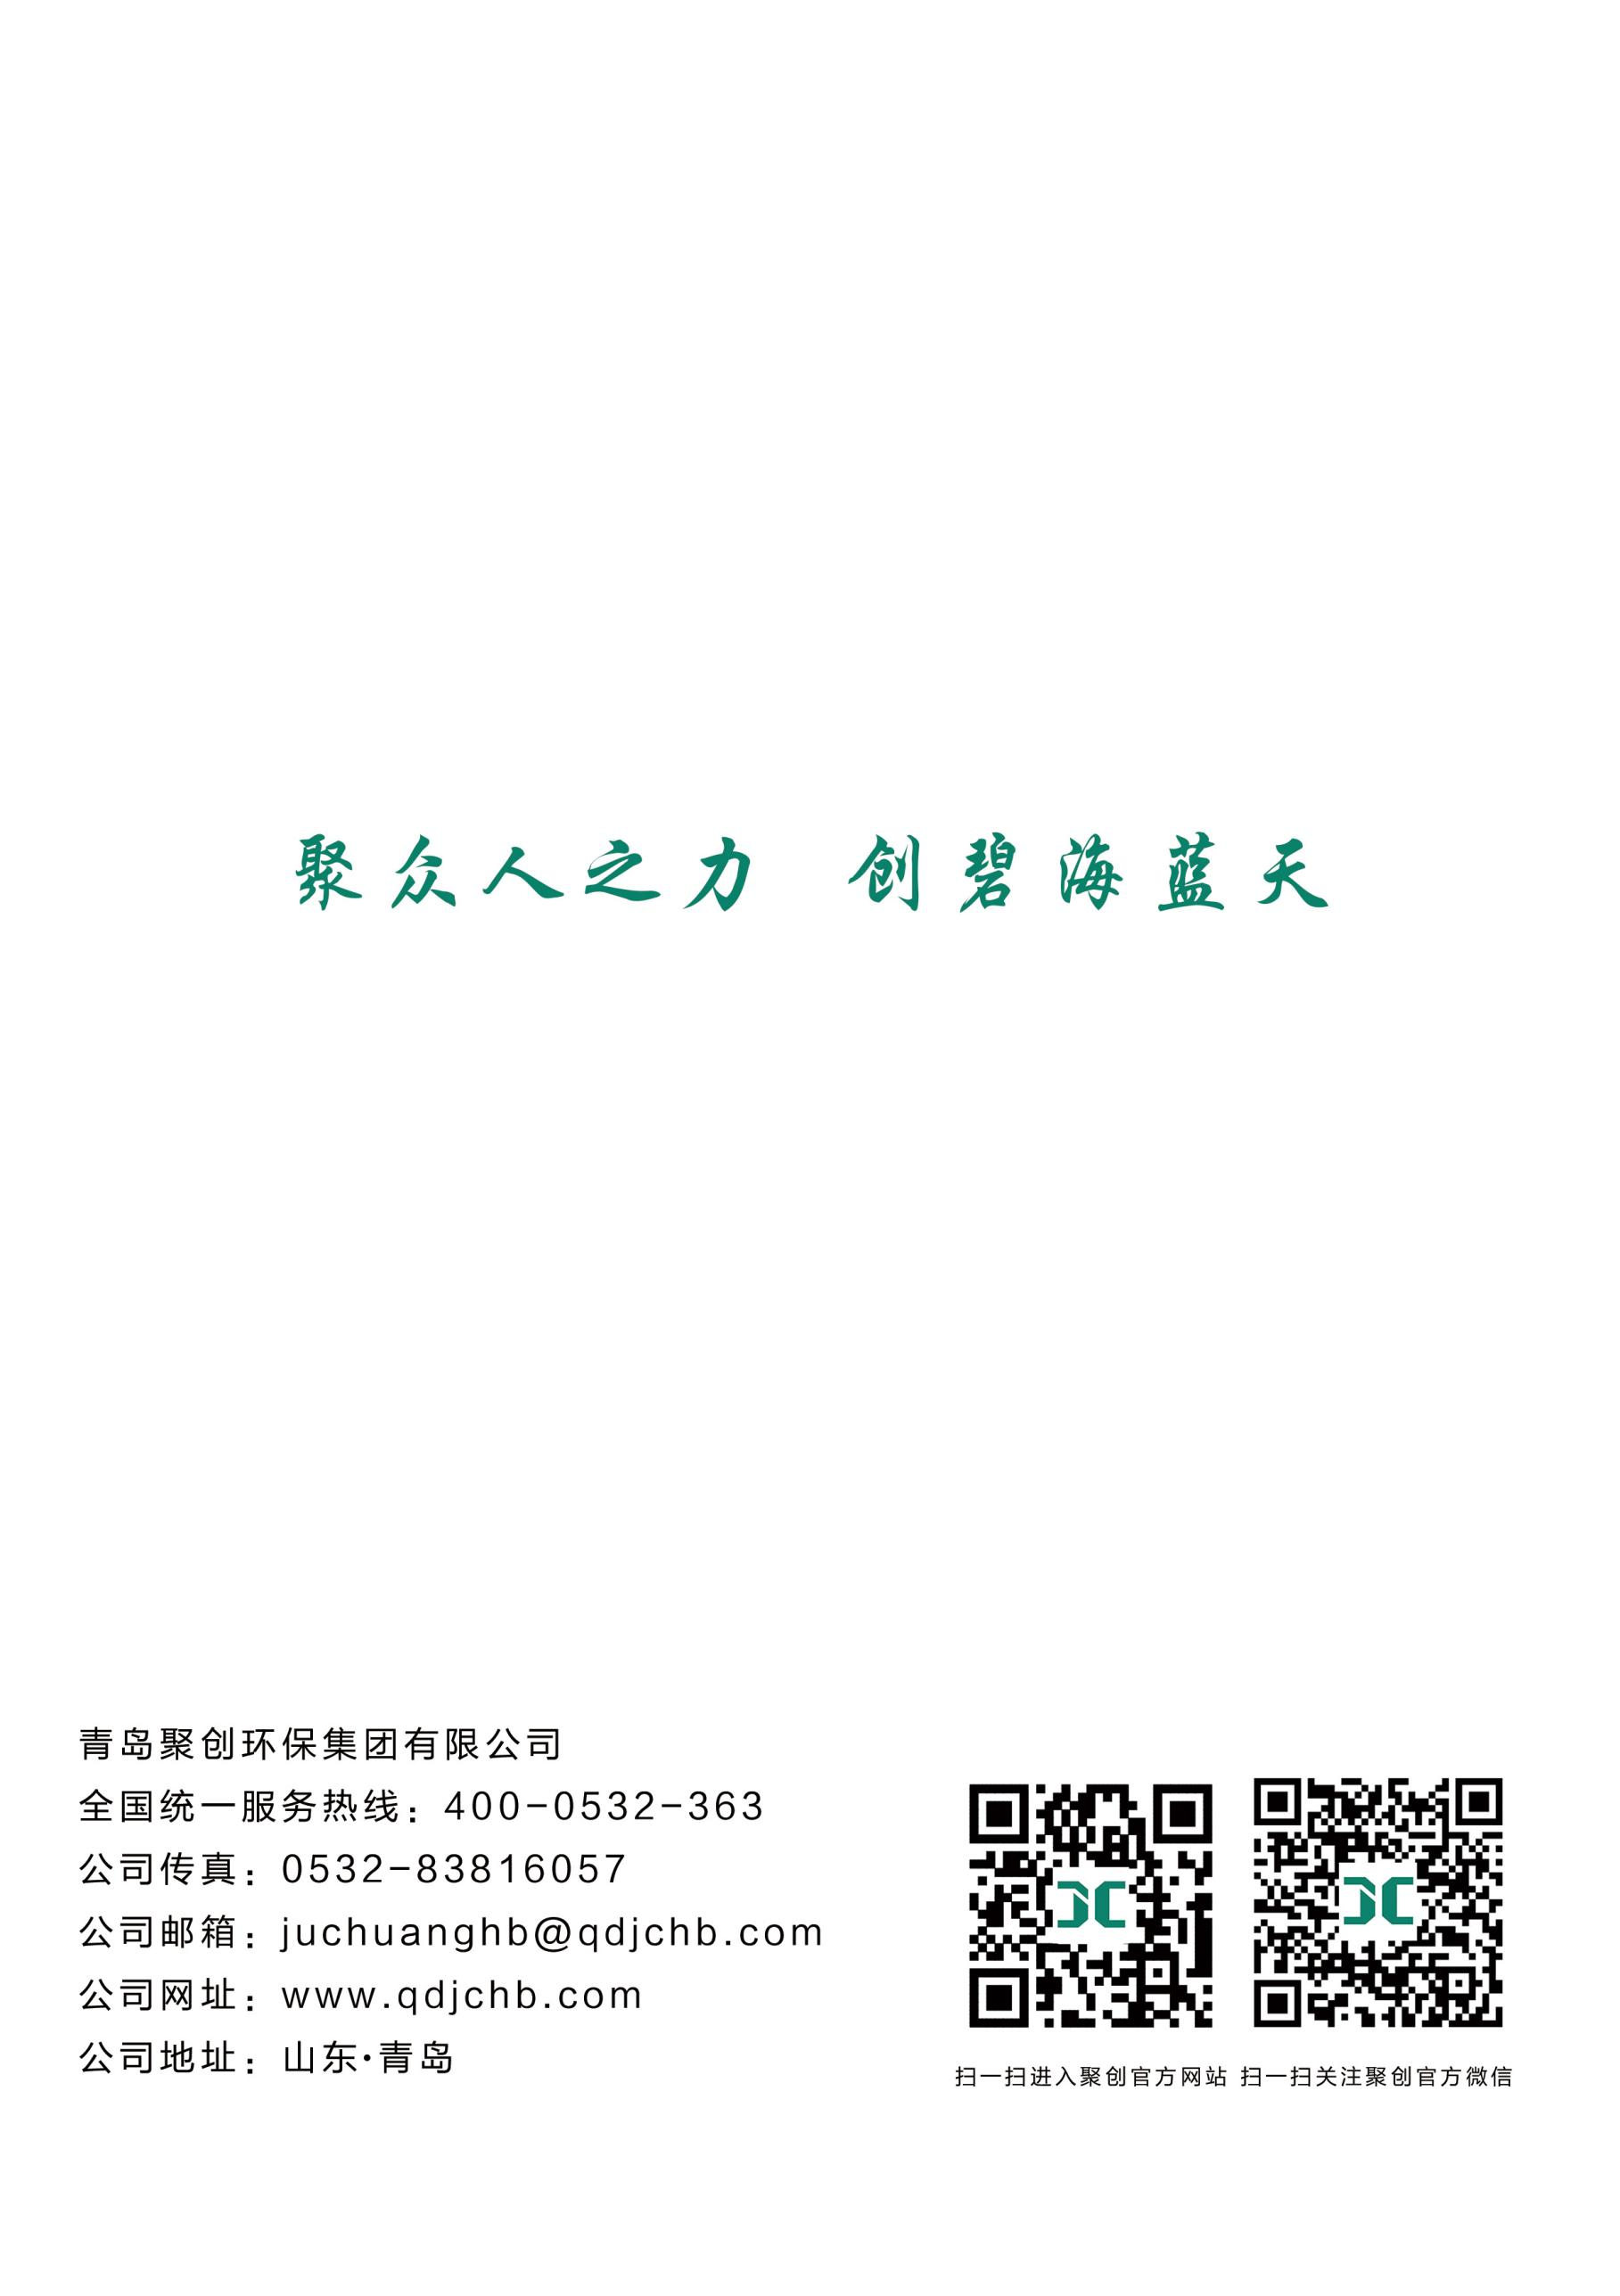 聚众人之力 创碧海蓝天
青岛聚创环保集团有限公司
全国统一服务热线：400-0532-363
公司传真：0532-83816057
公司邮箱：juchuanghb@qdjchb.com
公司网址：www.qdjchb.com
公司地址：山东·青岛
扫一扫进入聚创官方网站 扫一扫关注聚创官方微信